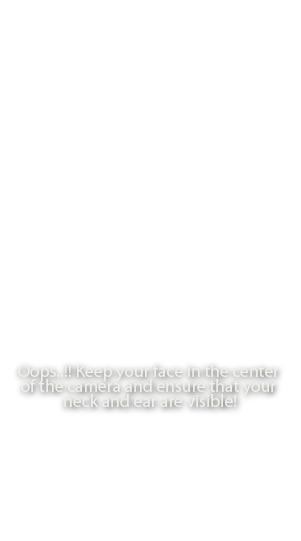 Oops..!! Keep your face in the center
of the camera and ensure that your
neck and ear are visible!